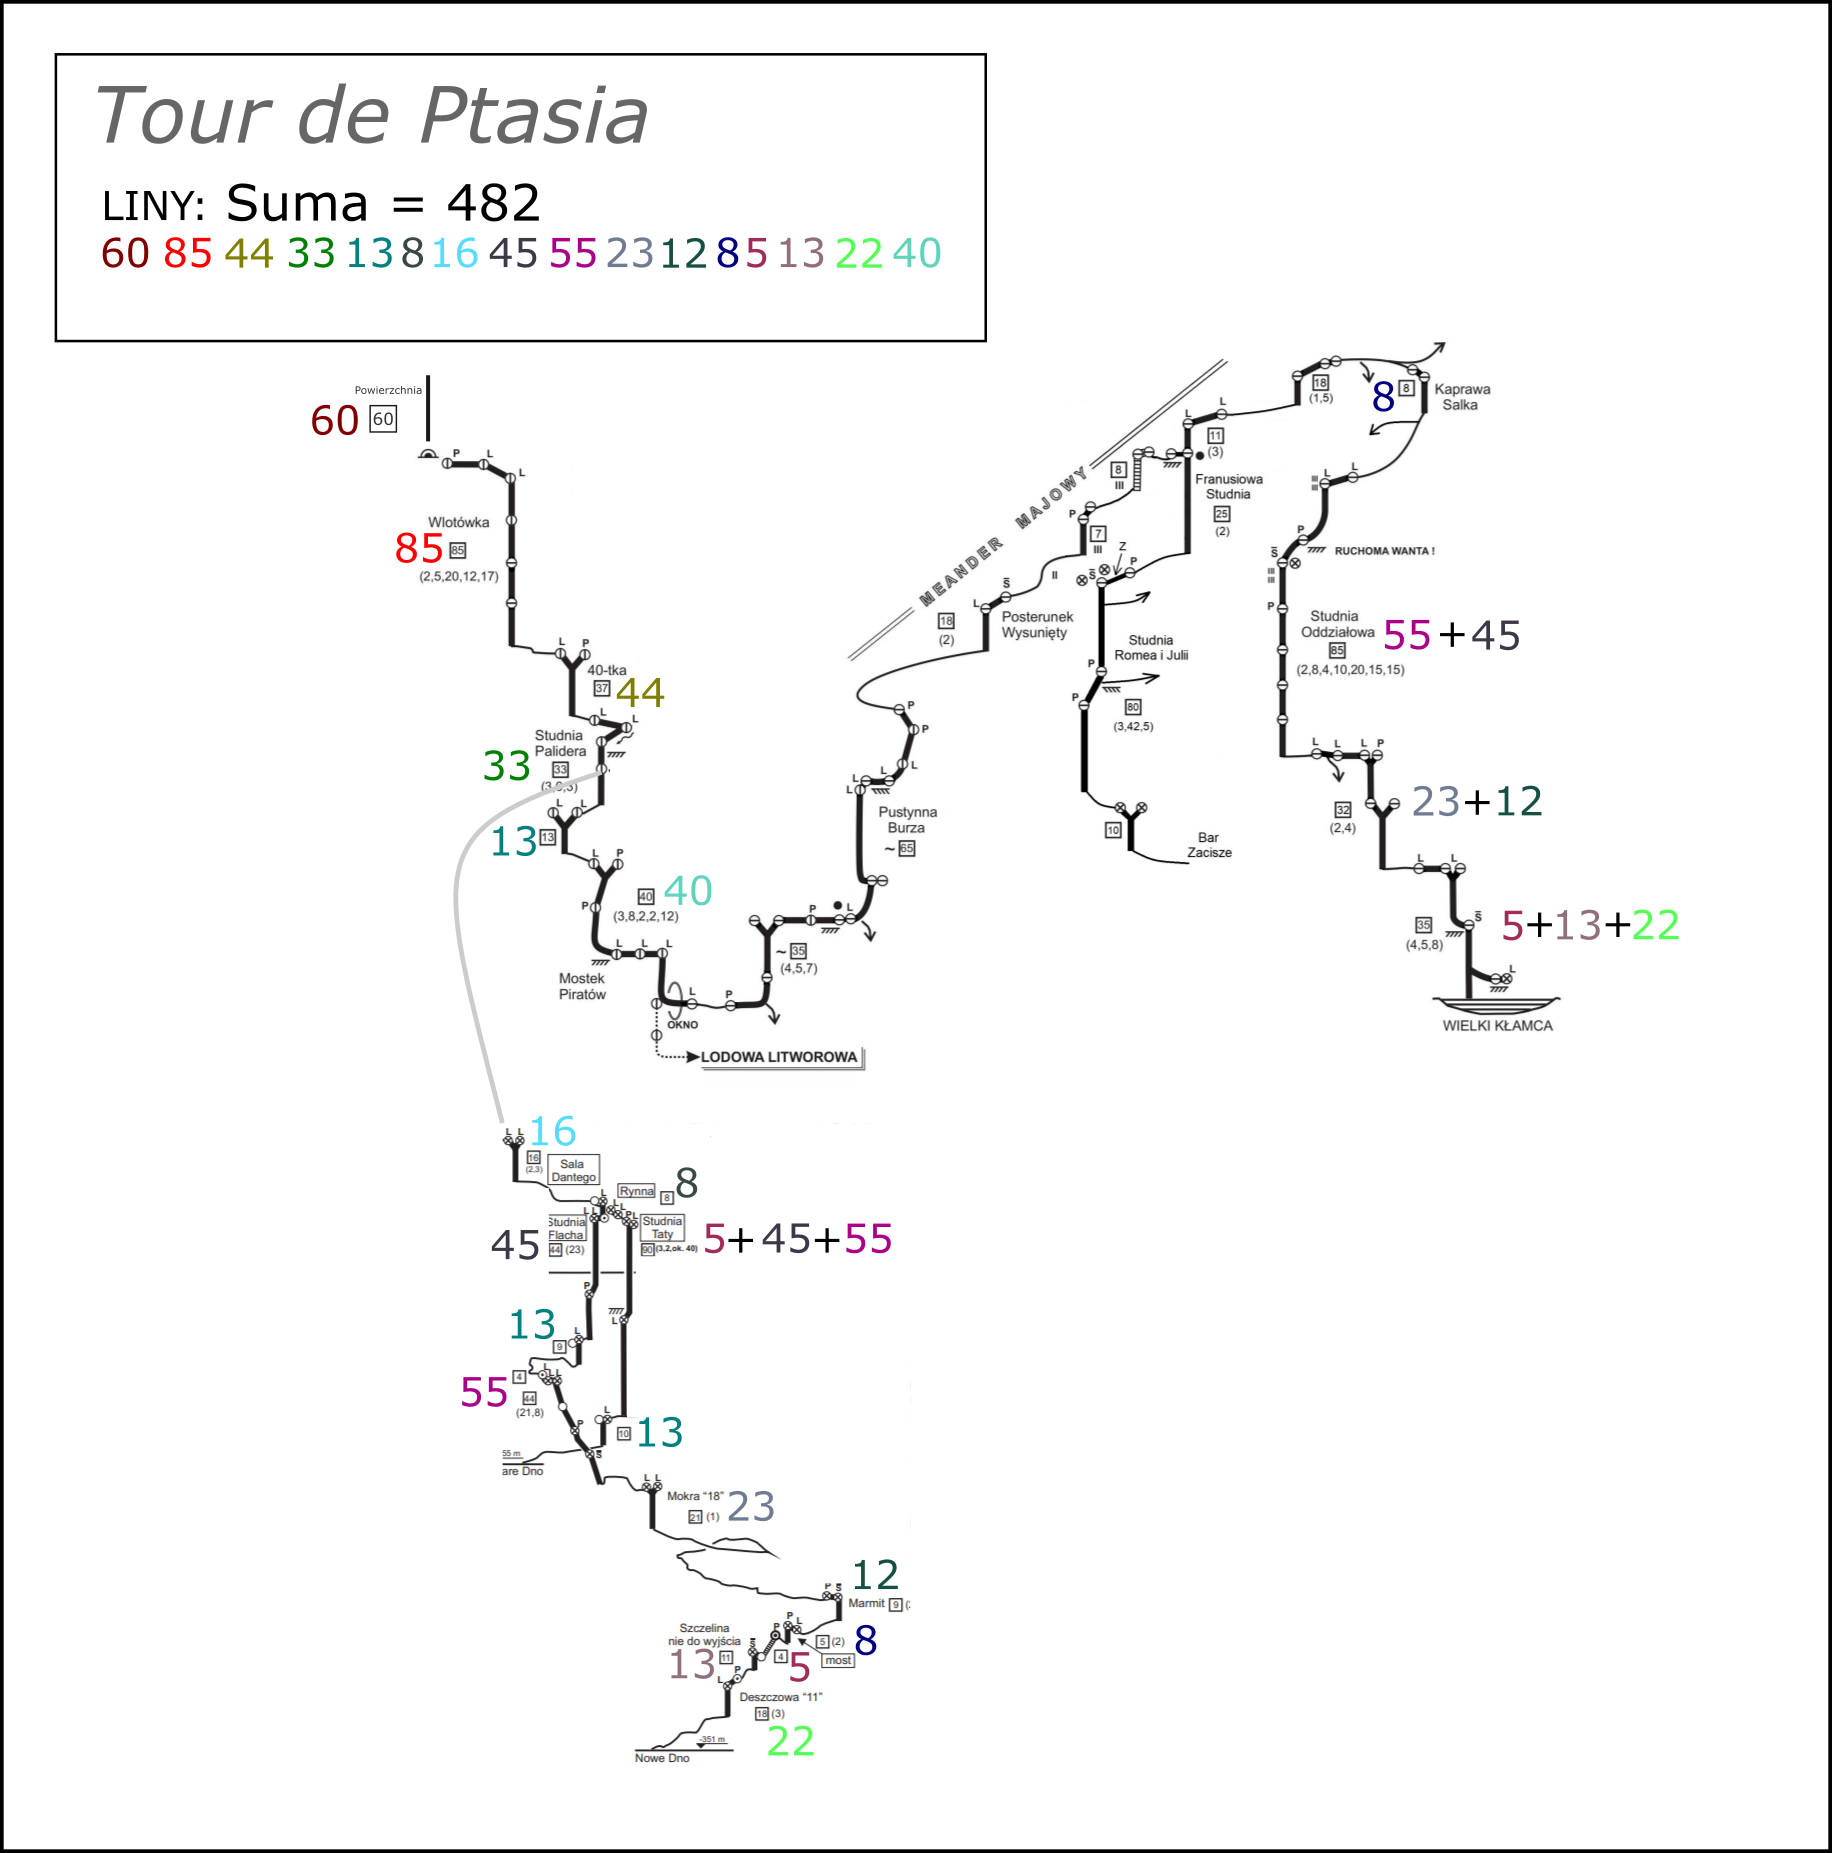 Tour de Ptasia
LINY: Suma = 482
60 85 44 33 13 8 16 45 55 23 12 8 5 13 22 40
Powierzchnia
60 60
P L L
Wlotówka
85 85
(2,5,20,12,17)
L P
40-tka
37 44
L L
Studnia
Palidera
33 33
L L
13 13
L P
P
40 40
(3,8,2,2,12)
L L L
Mostek
Piratów
OKNO
LODOWA LITWOROWA
L P
~ 35
(4,5,7)
P L
Pustynna
Burza
~ 65
L L L L P P
MEANDER MAJOWY
18
(2)
L Š
Posterunek
Wysunięty
II
P
7
III
8
III
L L
11
(3)
Franusiowa
Studnia
25
(2)
Z
Š P
Studnia
Romea i Julii
P P
80
(3,42,5)
10
Bar
Zacisze
18
(1,5)
8 8
Kaprawa
Salka
L L
III
III
P
RUCHOMA WANTA !
Š
III
III
P
Studnia
Oddziałowa
85
(2,8,4,10,20,15,15)
55+45
L L L P
32
(2,4)
23+12
L L
35
(4,5,8)
Š
5+13+22
L
WIELKI KŁAMCA
L L
16
16
(2,3)
Sala
Dantego
L
Rynna 8 8
L L
L L
P L
Studnia
Flacha
45 44 (23)
Studnia
Taty
90 (3,2,ok. 40)
5+45+55
P
L
13 9
L
4
L L L
55 44
(21,8)
P
Š
L
10 13
55 m
are Dno
L L
Mokra "18"
21 (1) 23
12
P Š
Marmit 9
P L
5 (2) 8
most
Szczelina
nie do wyjścia
13 11
Š P
4 5
L P
Deszczowa "11"
18 (3)
22
-351 m
Nowe Dno